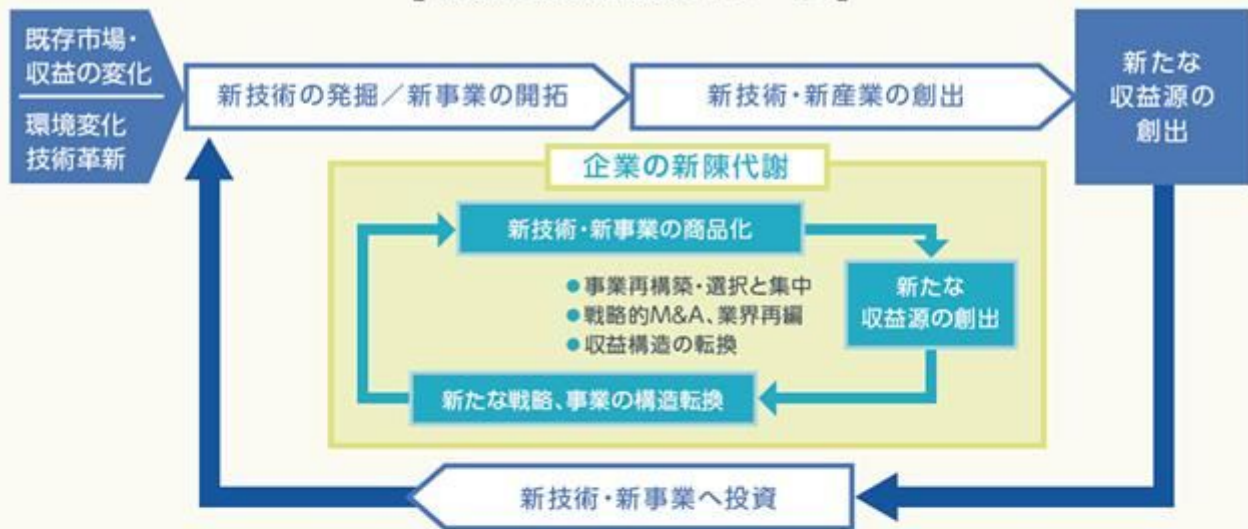 既存市場・
収益の変化
環境変化
技術革新
新技術の発掘／新事業の開拓
新技術・新産業の創出
新たな
収益源の
創出
企業の新陳代謝
新技術・新事業の商品化
●事業再構築・選択と集中
●戦略的M&A、業界再編
●収益構造の転換
新たな
収益源の創出
新たな戦略、事業の構造転換
新技術・新事業へ投資